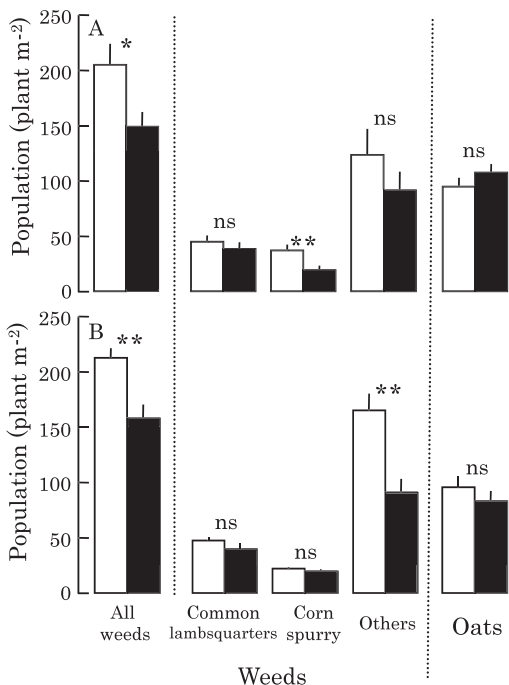 250
A
*
200
150
100
50
0
Population (plant m-2)
ns
**
ns
ns
250
B
**
200
150
100
50
0
Population (plant m-2)
ns
ns
**
ns
All
weeds
Common
lambsquarters
Corn
spurry
Others
Oats
Weeds